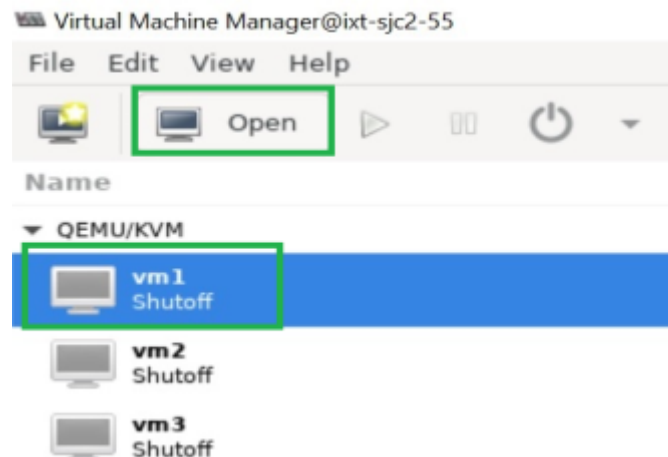 Virtual Machine Manager@ixt-sjc2-55
File Edit View Help
Open
Name
QEMU/KVM
vm1
Shutoff
vm2
Shutoff
vm3
Shutoff